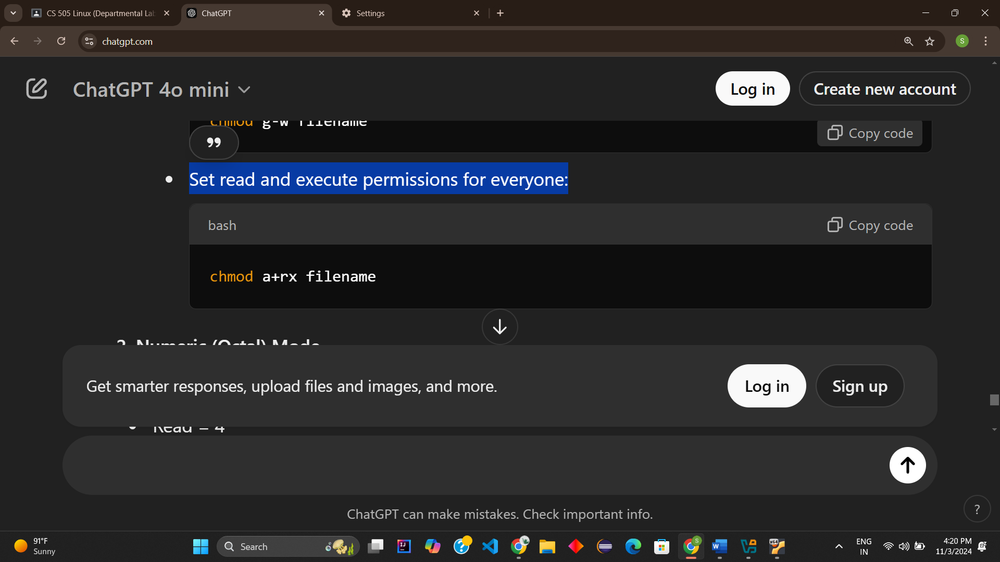 CS 505 Linux (Departmental Lab
ChatGPT
Settings
chatgpt.com
S
ChatGPT 4o mini
Log in
Create new account
chmod g-w filename
Copy code
Set read and execute permissions for everyone:
bash
Copy code
chmod a+rx filename
2. Numeric (Octal) Mode
Get smarter responses, upload files and images, and more.
Log in
Sign up
Read = 4
ChatGPT can make mistakes. Check important info.
?
91°F
Sunny
Search
ENG
IN
4:20 PM
11/3/2024